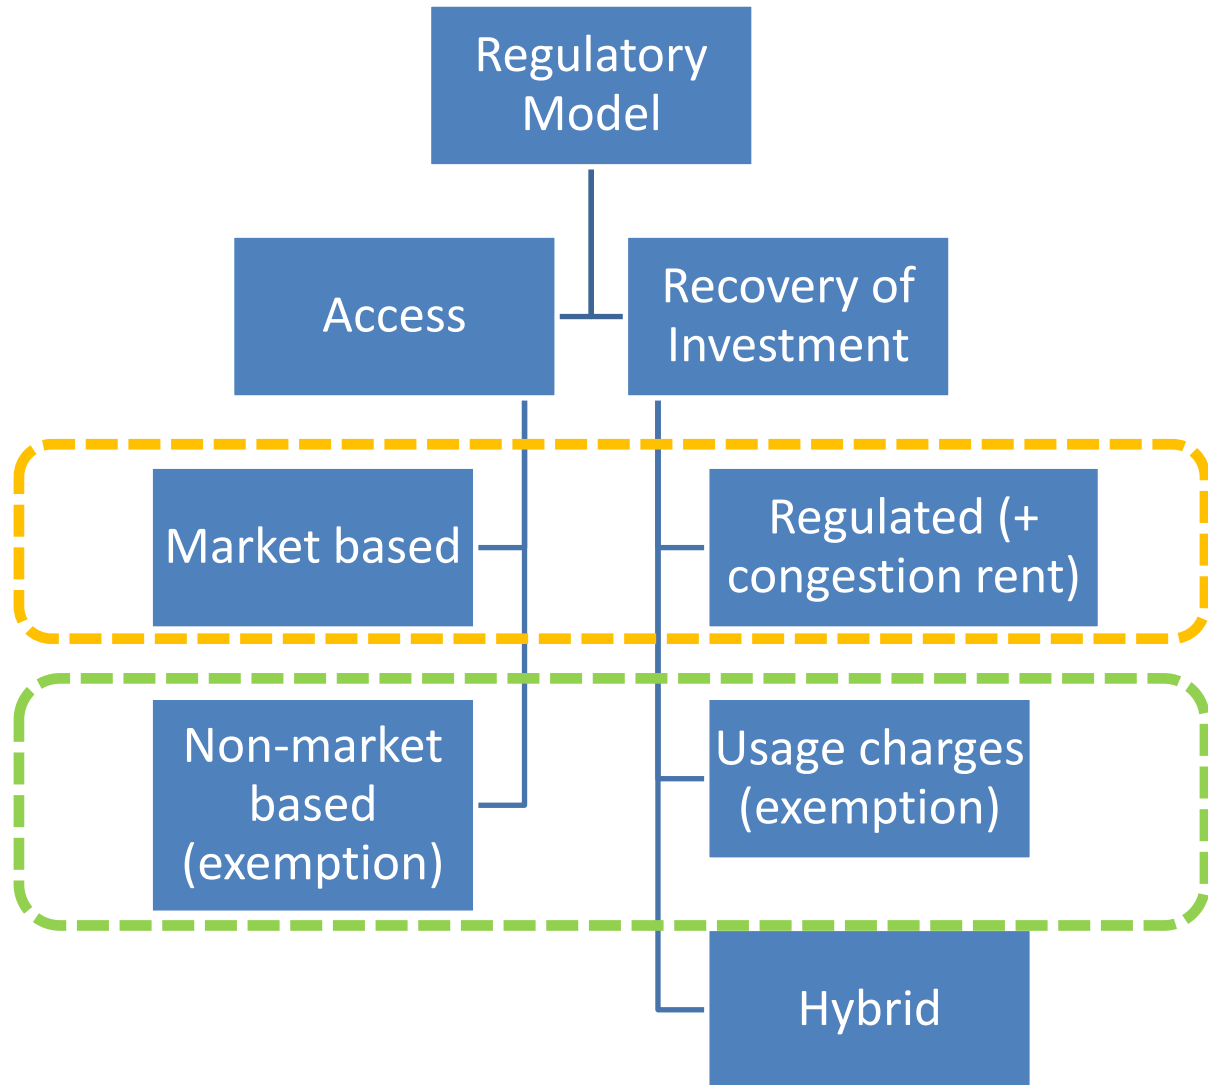 Regulatory
Model
Access
Recovery of
Investment
Market based
Regulated (+
congestion rent)
Non-market
based
(exemption)
Usage charges
(exemption)
Hybrid